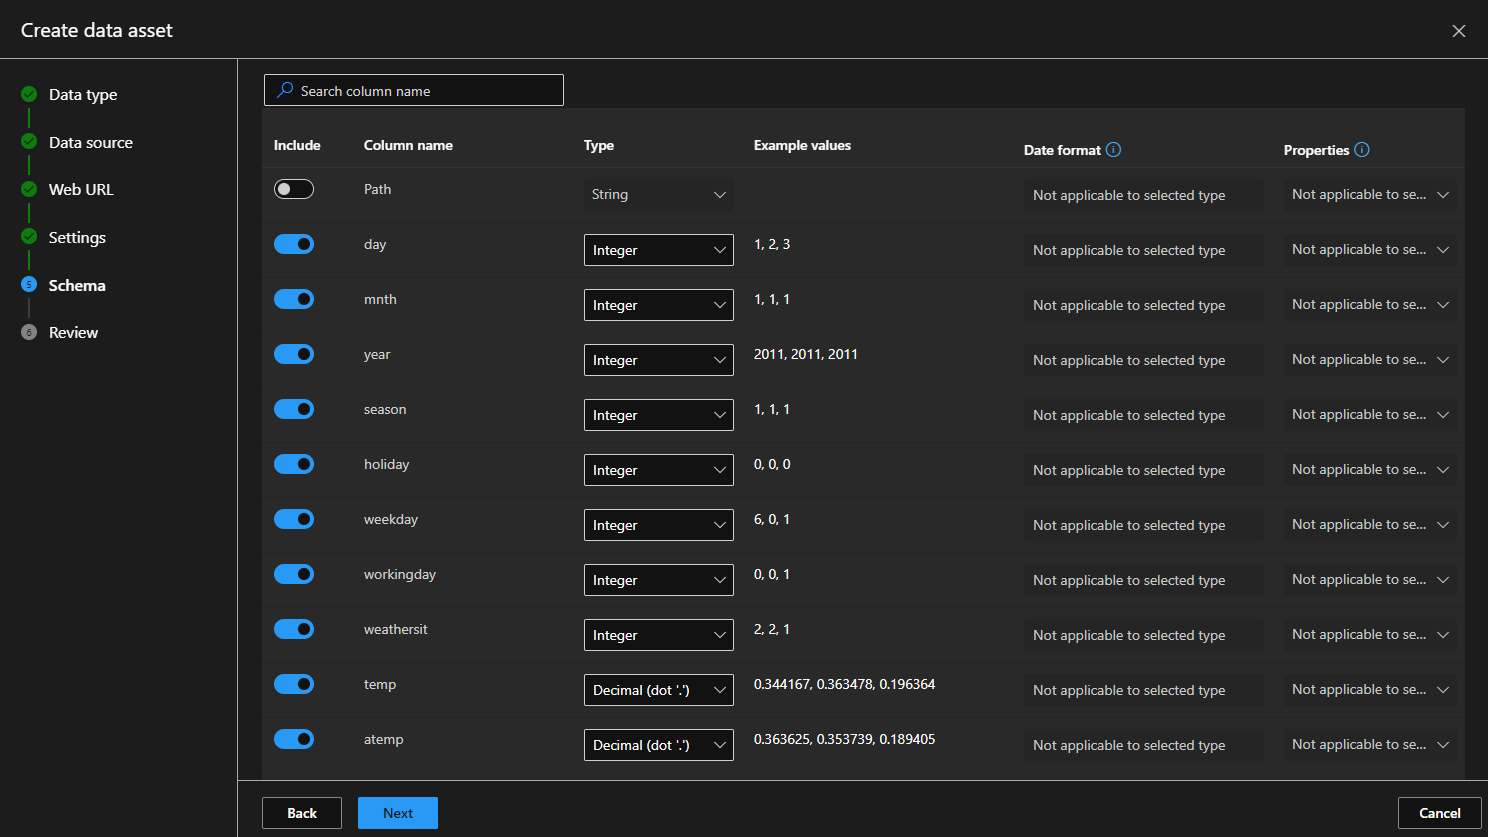 Create data asset
Data type
Data source
Web URL
Settings
5 Schema
6 Review
Search column name
Include Column name Type Example values Date format Properties
Path String Not applicable to selected type Not applicable to se...
day Integer 1, 2, 3 Not applicable to selected type Not applicable to se...
mnth Integer 1, 1, 1 Not applicable to selected type Not applicable to se...
year Integer 2011, 2011, 2011 Not applicable to selected type Not applicable to se...
season Integer 1, 1, 1 Not applicable to selected type Not applicable to se...
holiday Integer 0, 0, 0 Not applicable to selected type Not applicable to se...
weekday Integer 6, 0, 1 Not applicable to selected type Not applicable to se...
workingday Integer 0, 0, 1 Not applicable to selected type Not applicable to se...
weathersit Integer 2, 2, 1 Not applicable to selected type Not applicable to se...
temp Decimal (dot '.') 0.344167, 0.363478, 0.196364 Not applicable to selected type Not applicable to se...
atemp Decimal (dot '.') 0.363625, 0.353739, 0.189405 Not applicable to selected type Not applicable to se...
Back Next Cancel